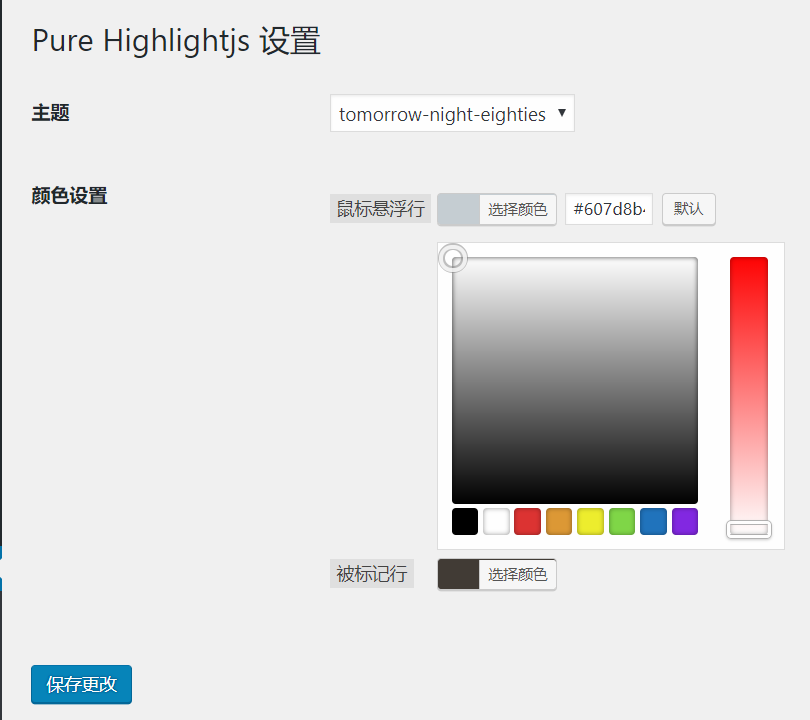 Pure Highlightjs 设置
主题
tomorrow-night-eighties
颜色设置
鼠标悬浮行
选择颜色
#607d8b
默认
被标记行
选择颜色
保存更改